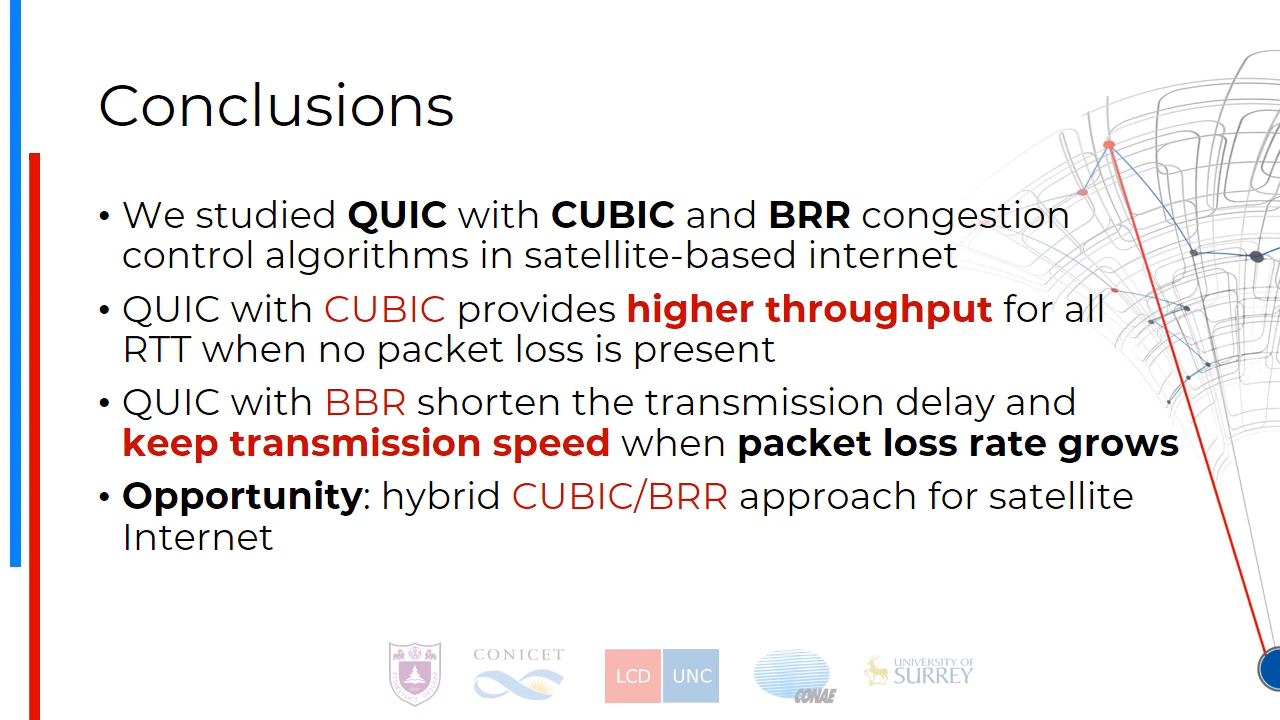 Conclusions
• We studied QUIC with CUBIC and BRR congestion
control algorithms in satellite-based internet
• QUIC with CUBIC provides higher throughput for all
RTT when no packet loss is present
• QUIC with BBR shorten the transmission delay and
keep transmission speed when packet loss rate grows
• Opportunity: hybrid CUBIC/BRR approach for satellite
Internet
CONICET
LCD UNC
CONAE
UNIVERSITY OF
SURREY